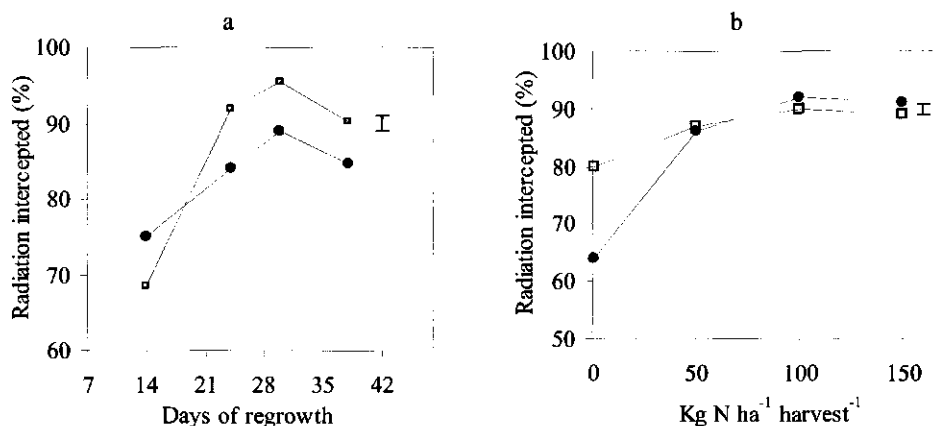 a
Radiation intercepted (%)
100
90
80
70
60
7 14 21 28 35 42
Days of regrowth
b
Radiation intercepted (%)
100
90
80
70
60
50
0 50 100 150
Kg N ha⁻¹ harvest⁻¹